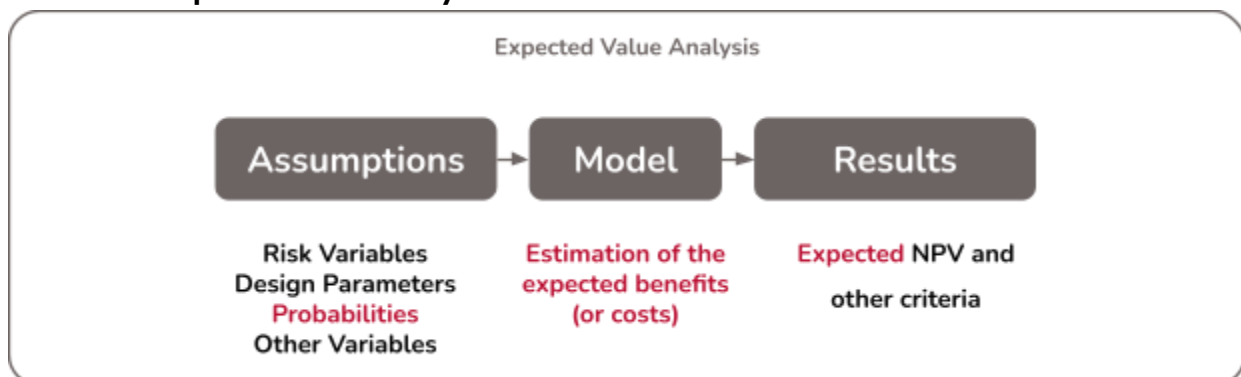 Expected Value Analysis
Assumptions
Model
Results
Risk Variables
Design Parameters
Probabilities
Other Variables
Estimation of the
expected benefits
(or costs)
Expected NPV and
other criteria